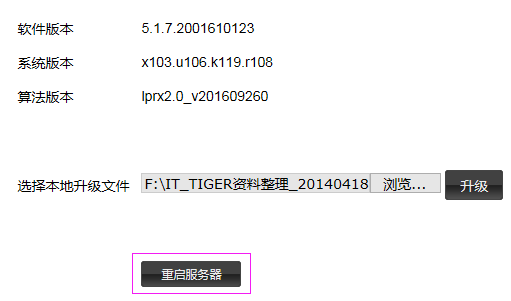 软件版本 5.1.7.2001610123
系统版本 x103.u106.k119.r108
算法版本 lprx2.0_v201609260
选择本地升级文件 F:\IT_TIGER资料整理_20140418 浏览... 升级
重启服务器